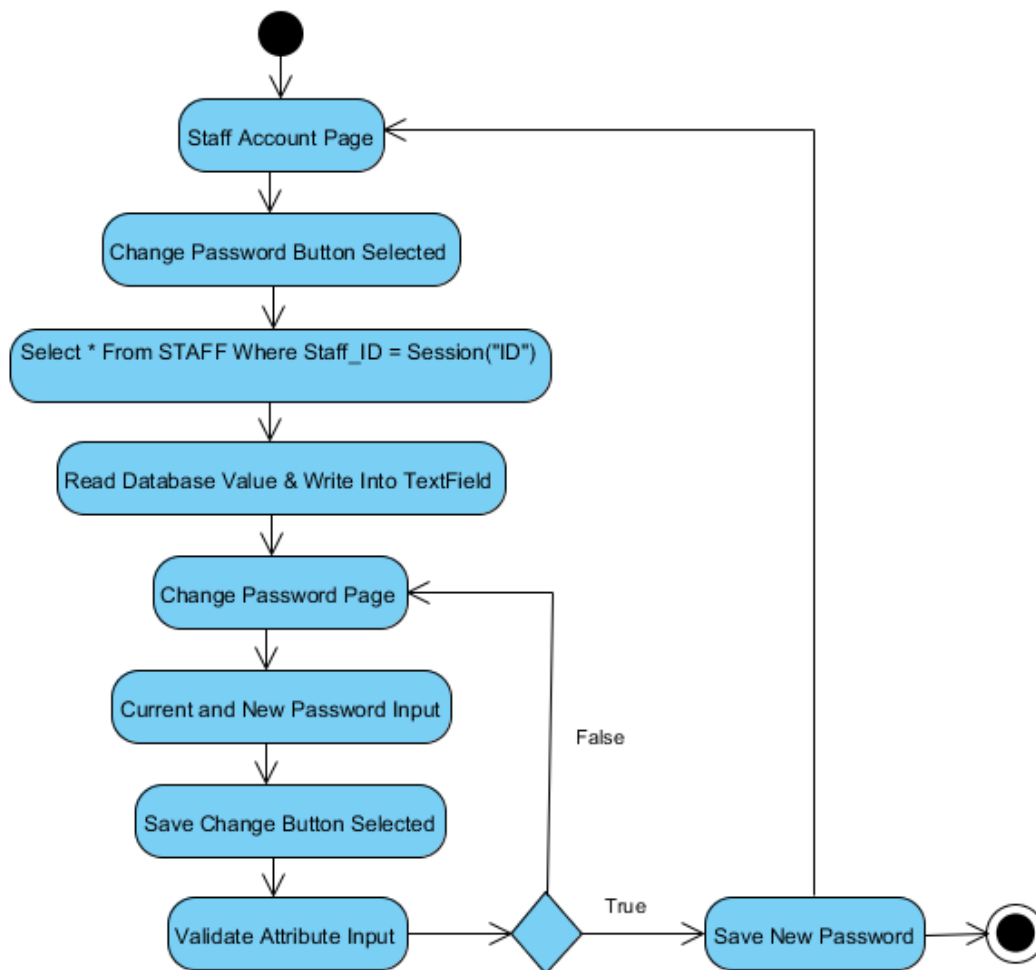 Staff Account Page
Change Password Button Selected
Select * From STAFF Where Staff_ID = Session("ID")
Read Database Value & Write Into TextField
Change Password Page
Current and New Password Input
False
Save Change Button Selected
True
Validate Attribute Input
Save New Password